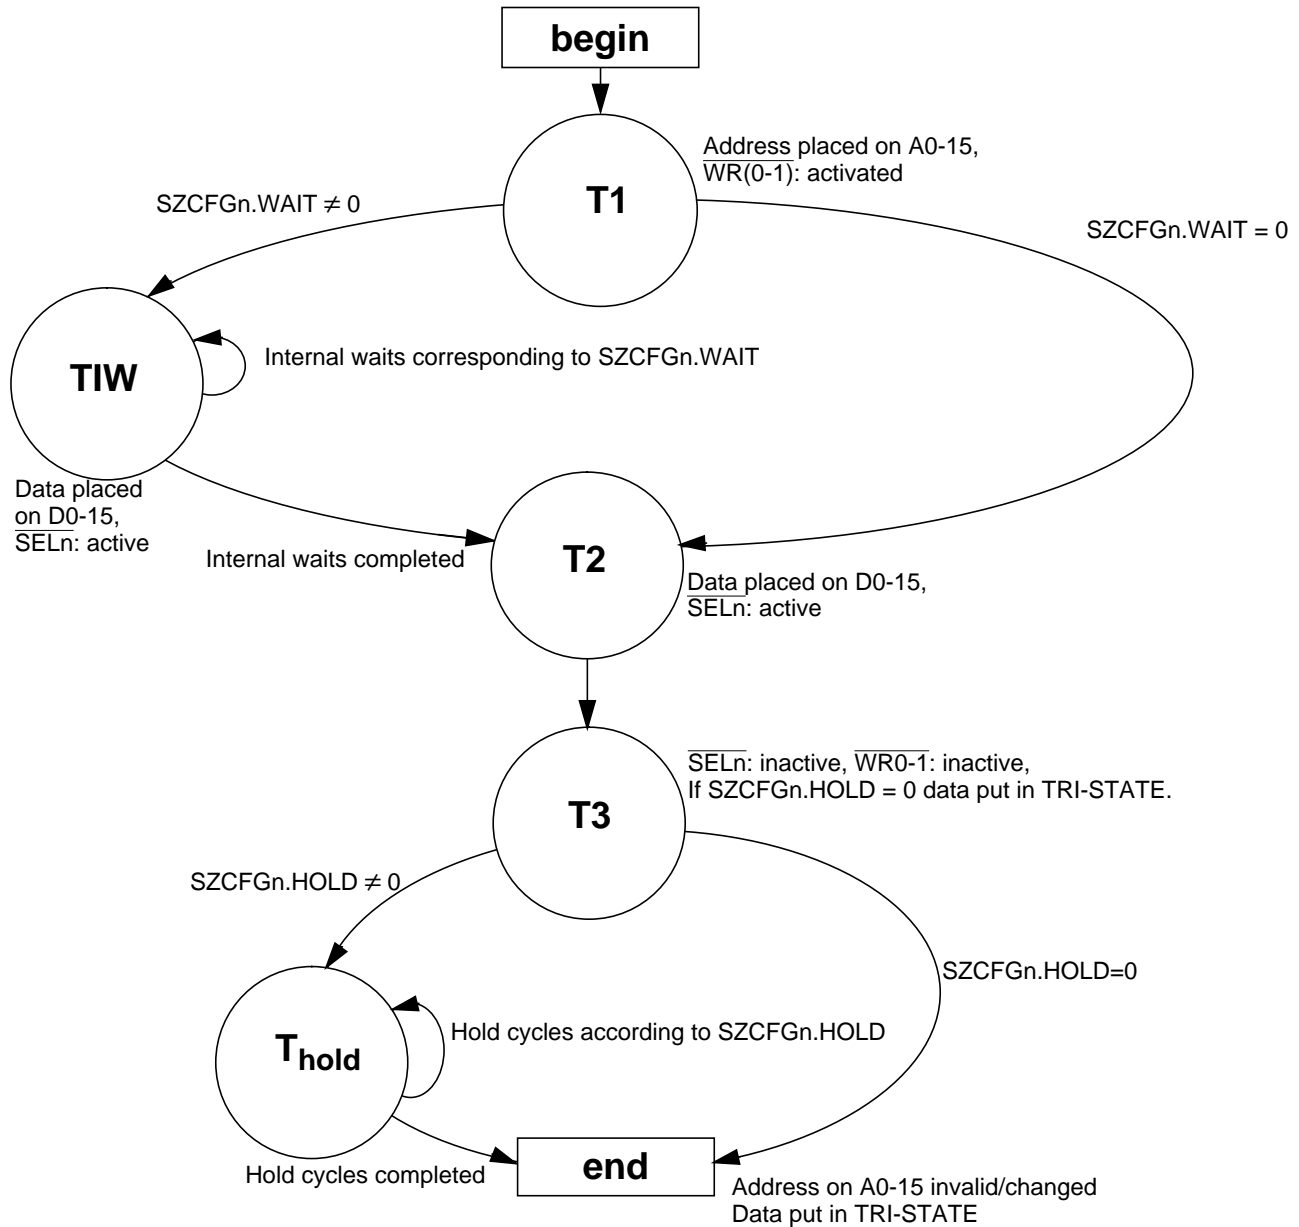 begin
T1
Address placed on A0-15,
WR(0-1): activated
SZCFGn.WAIT ≠ 0
SZCFGn.WAIT = 0
TIW
Internal waits corresponding to SZCFGn.WAIT
Data placed
on D0-15,
SELn: active
Internal waits completed
T2
Data placed on D0-15,
SELn: active
T3
SELn: inactive, WR0-1: inactive,
If SZCFGn.HOLD = 0 data put in TRI-STATE.
SZCFGn.HOLD ≠ 0
SZCFGn.HOLD=0
Thold
Hold cycles according to SZCFGn.HOLD
Hold cycles completed
end
Address on A0-15 invalid/changed
Data put in TRI-STATE